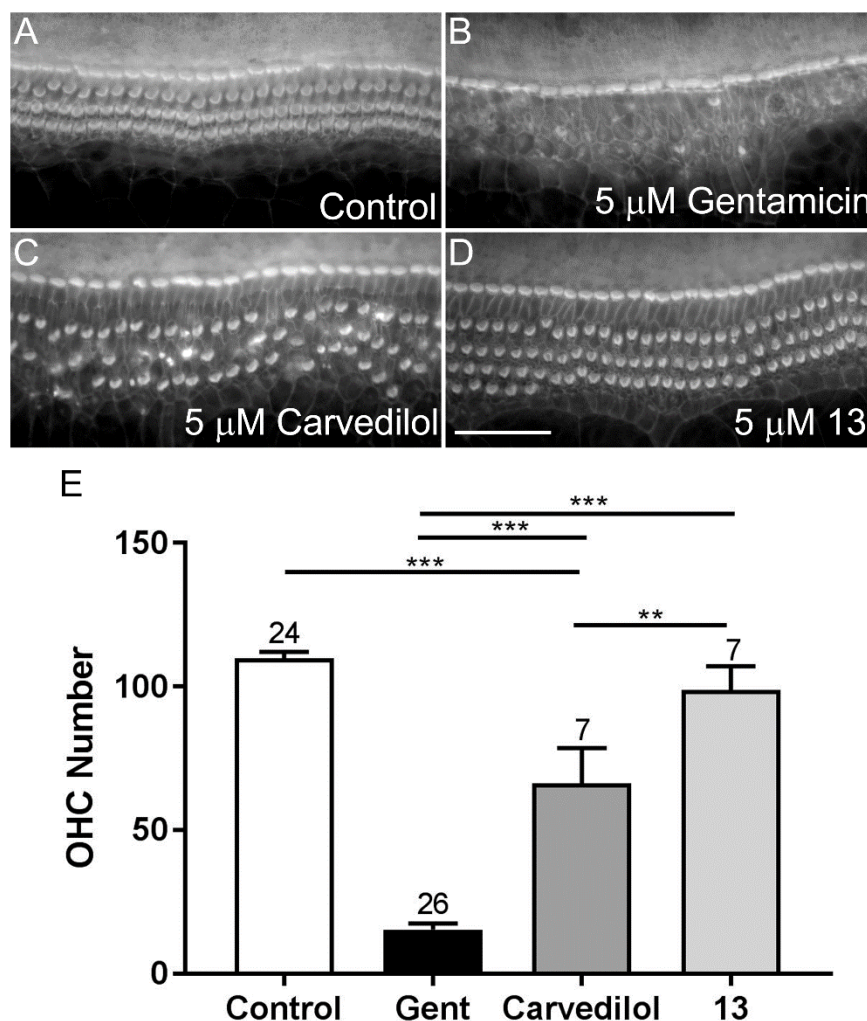 A
Control
B
5 μM Gentamicin
C
5 μM Carvedilol
D
5 μM 13
E
***
***
***
**
150
100
50
0
OHC Number
24
26
7
7
Control
Gent
Carvedilol
13